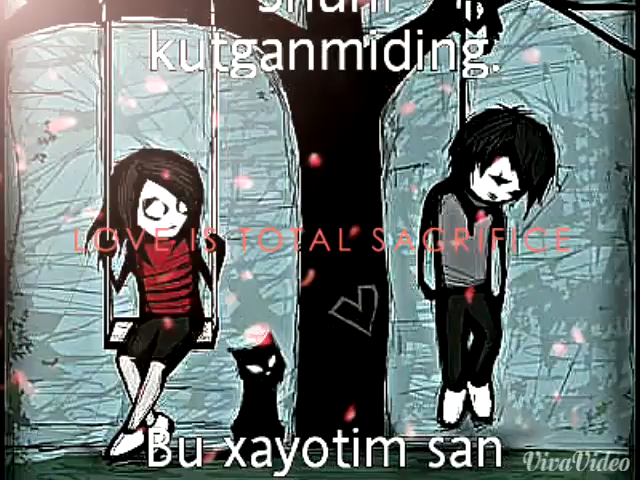 kutganmiding.
LOVE IS TOTAL SACRIFICE
Bu xayotim san
VivaVideo